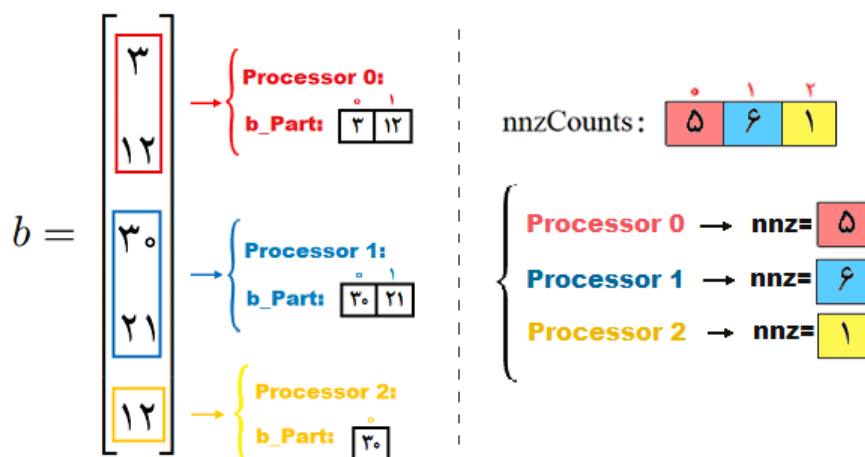 b =
۳
۱۲
۳۰
۲۱
۱۲
Processor 0:
۰ ۱
b_Part: ۳ ۱۲
Processor 1:
۰ ۱
b_Part: ۳۰ ۲۱
Processor 2:
۰
b_Part: ۳۰
۰ ۱ ۲
nnzCounts: ۵ ۶ ۱
Processor 0 → nnz= ۵
Processor 1 → nnz= ۶
Processor 2 → nnz= ۱